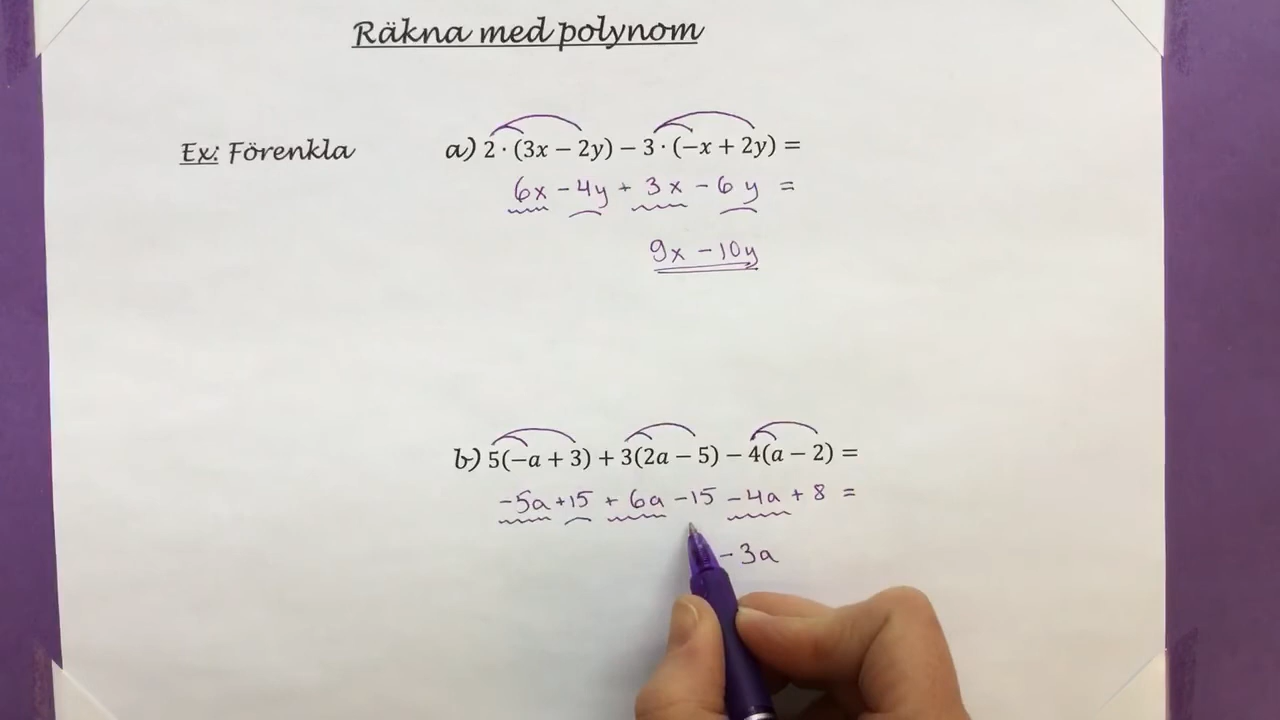 Räkna med polynom
Ex: Förenkla
a) 2 · (3x − 2y) − 3 · (−x + 2y) =
6x − 4y + 3x − 6y =
9x − 10y
b) 5(−a + 3) + 3(2a − 5) − 4(a − 2) =
−5a + 15 + 6a − 15 − 4a + 8 =
−3a